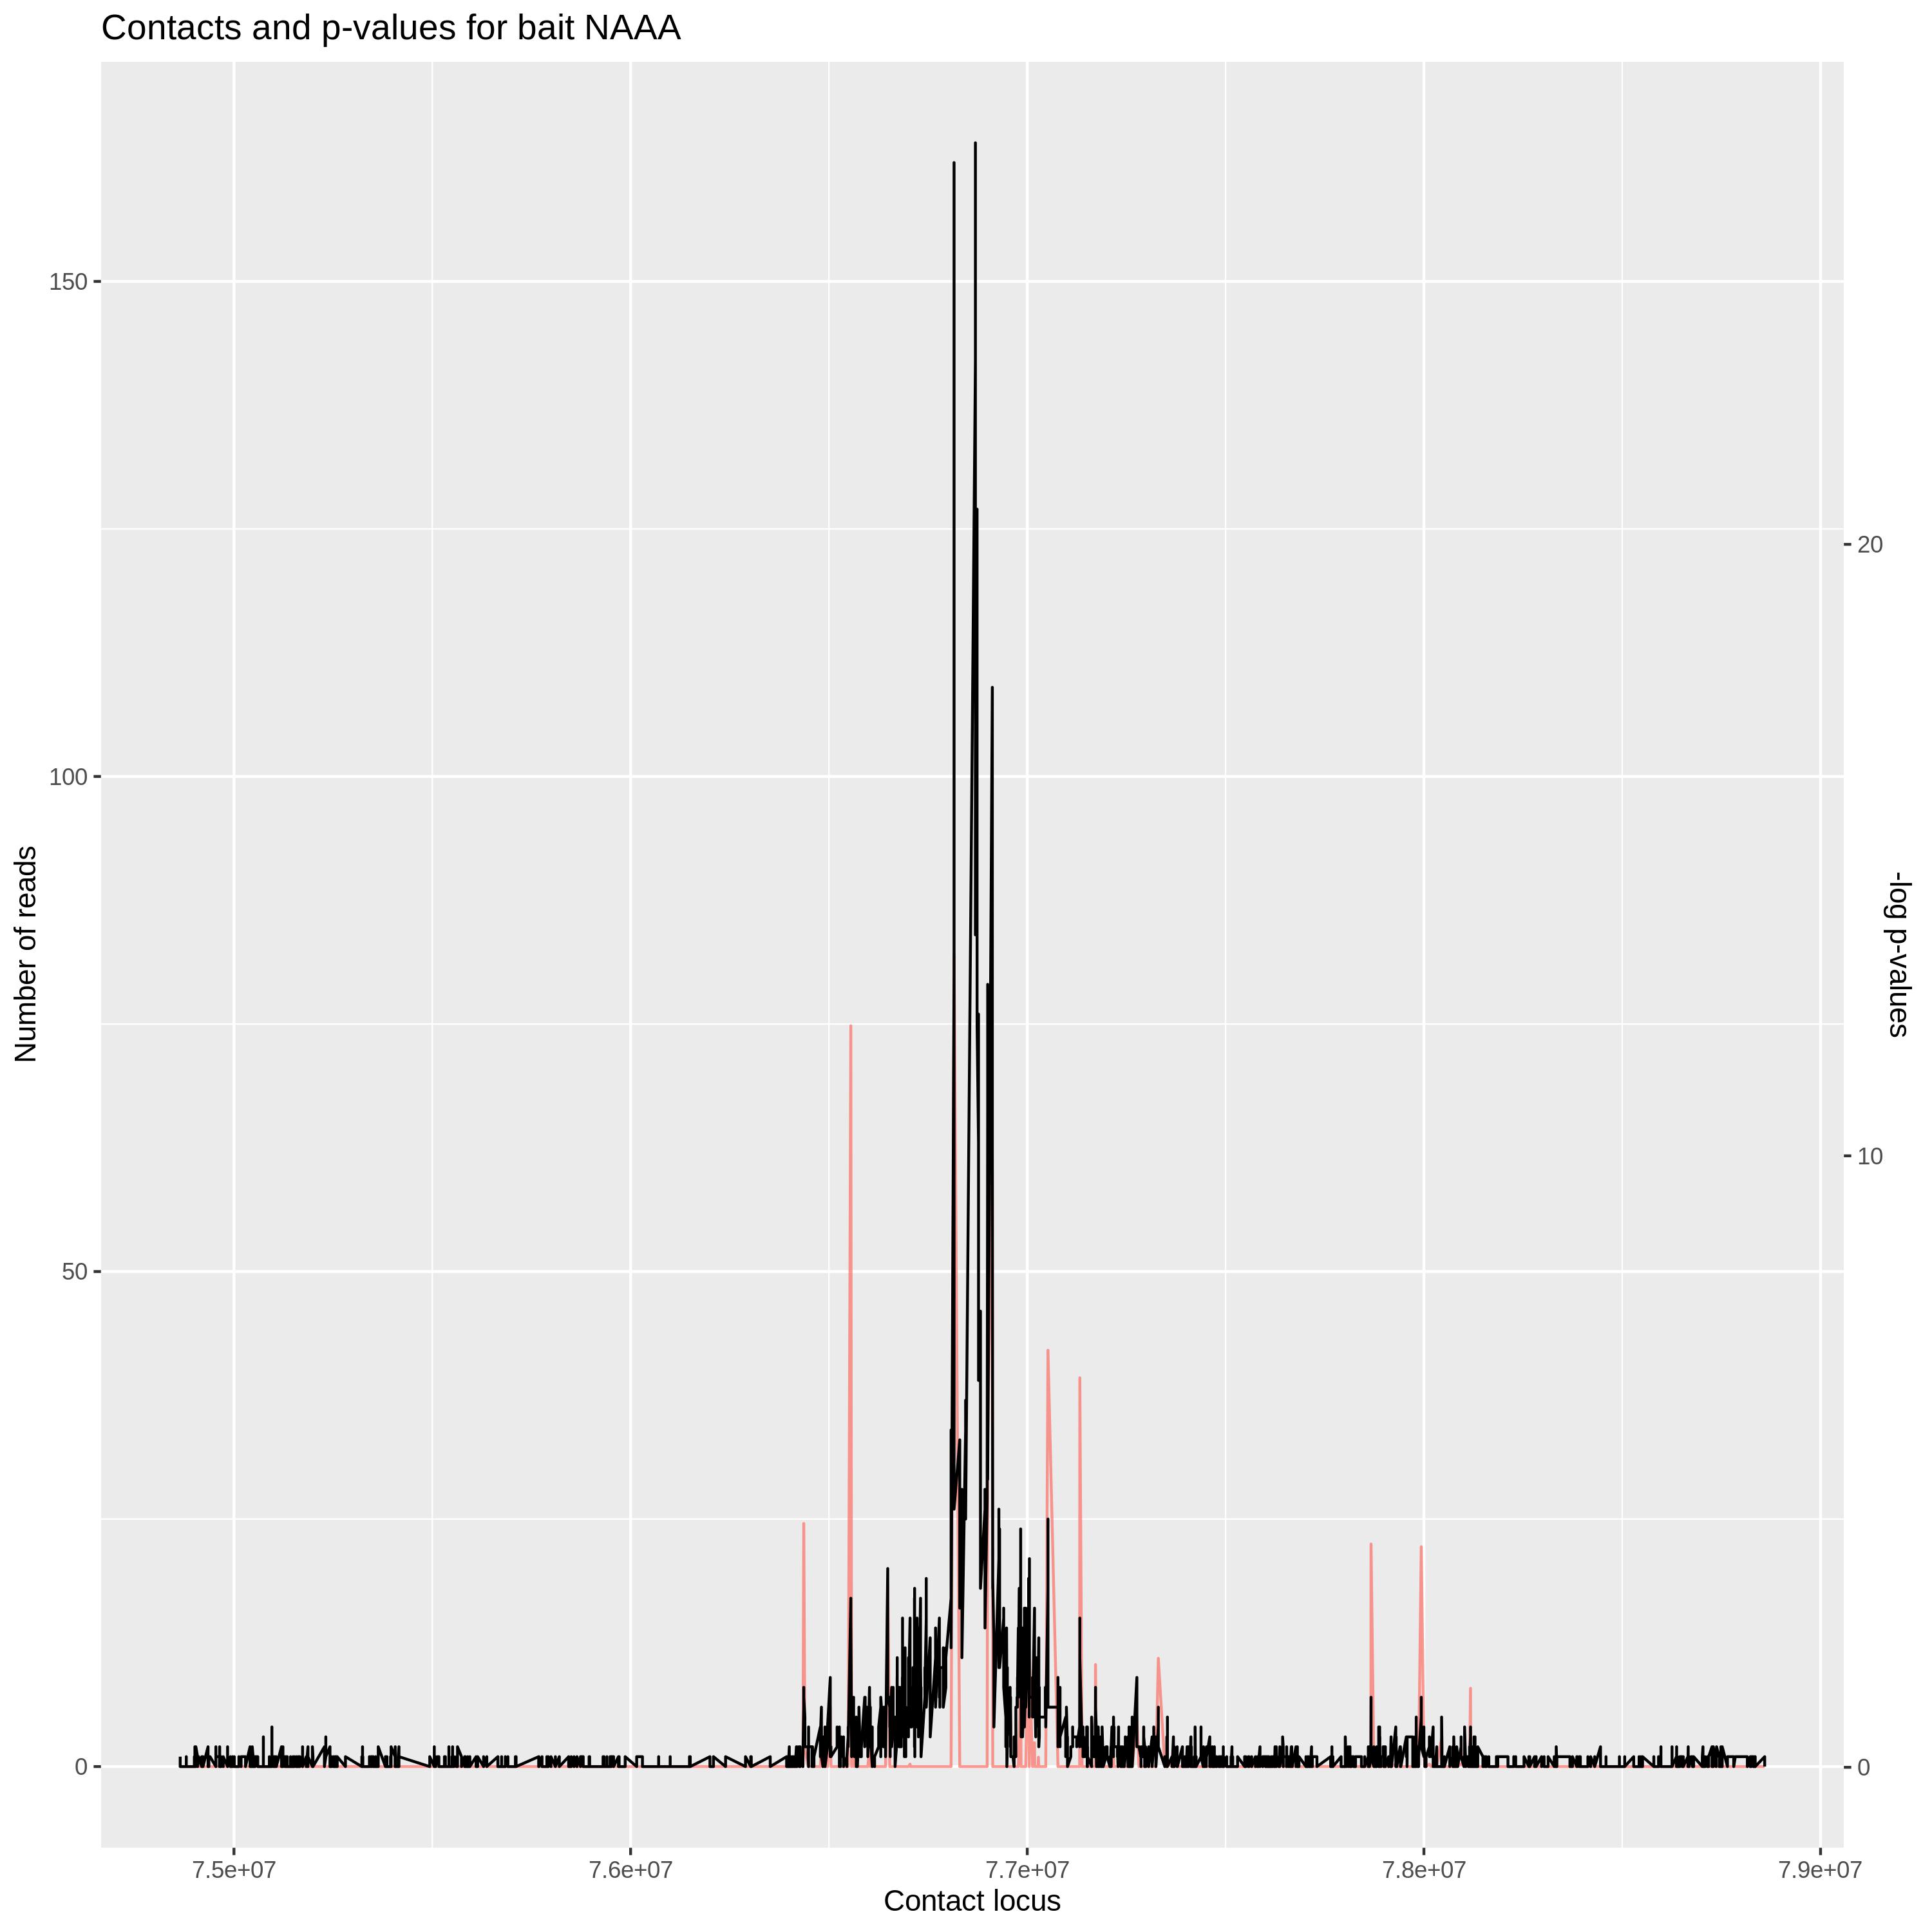 Contacts and p-values for bait NAAA
150
100
50
0
Number of reads
20
10
0
-log p-values
7.5e+07
7.6e+07
7.7e+07
7.8e+07
7.9e+07
Contact locus